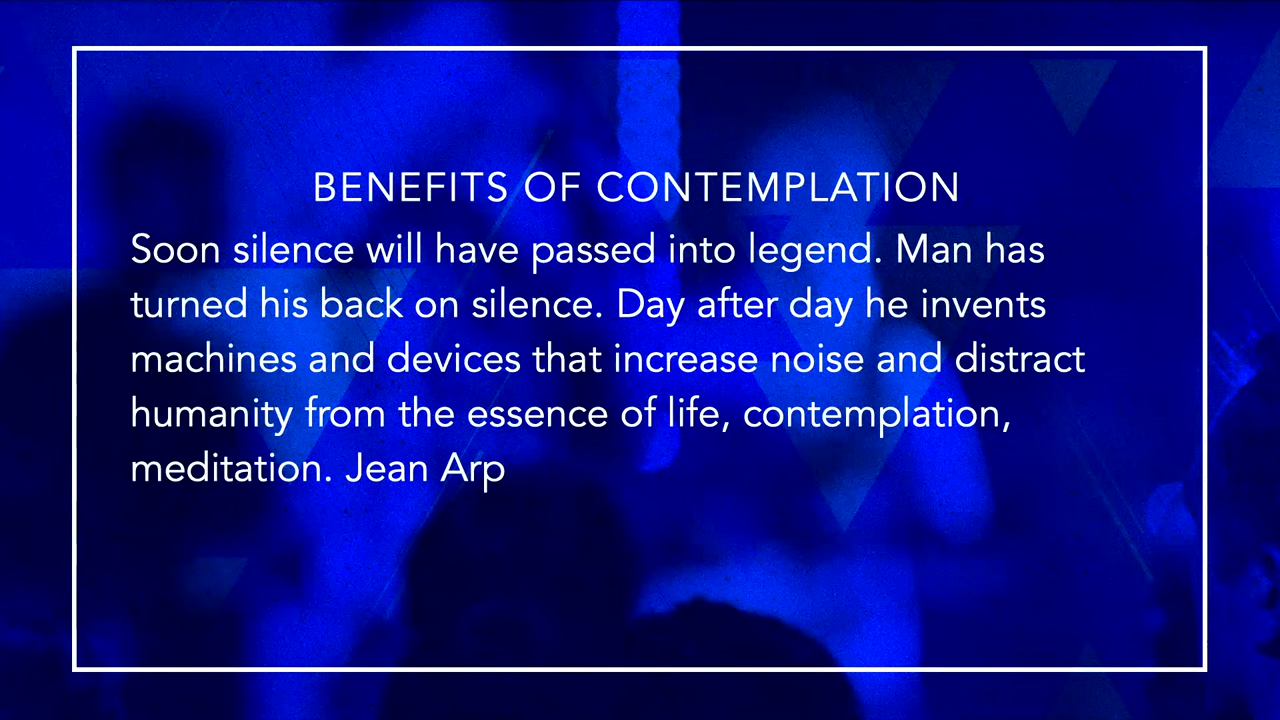 BENEFITS OF CONTEMPLATION
Soon silence will have passed into legend. Man has
turned his back on silence. Day after day he invents
machines and devices that increase noise and distract
humanity from the essence of life, contemplation,
meditation. Jean Arp